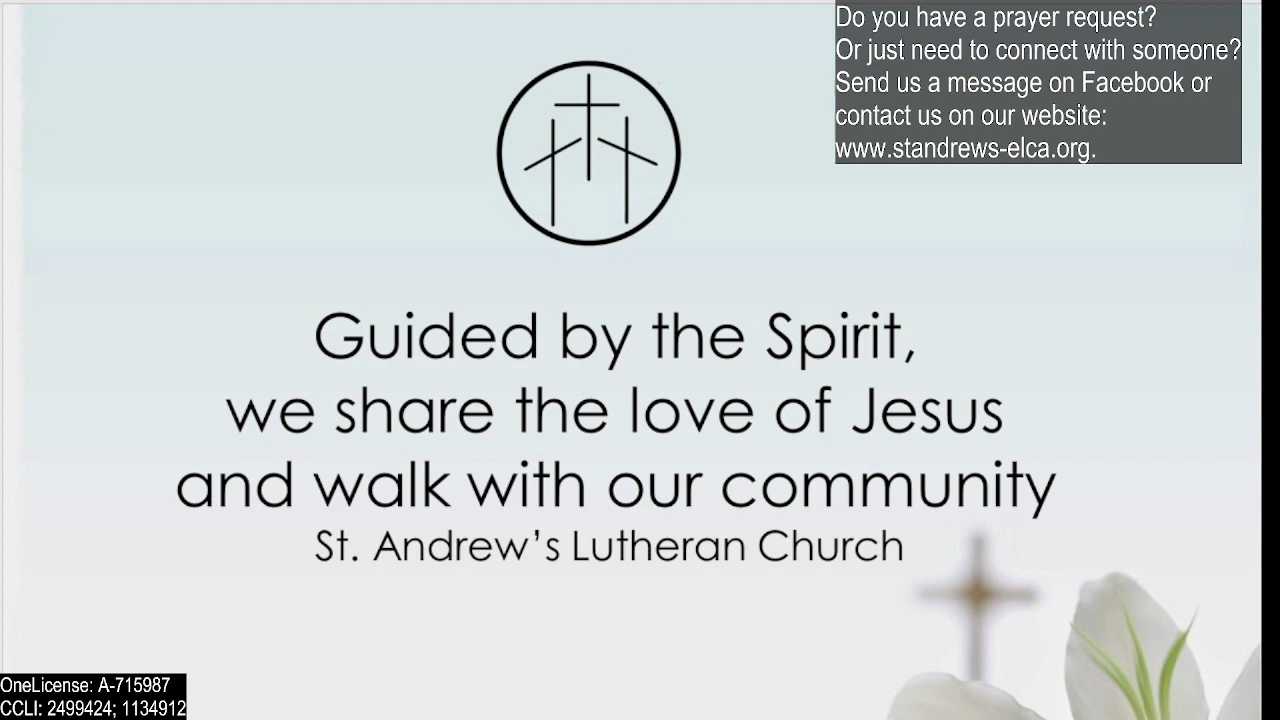 Do you have a prayer request?
Or just need to connect with someone?
Send us a message on Facebook or
contact us on our website:
www.standrews-elca.org.
Guided by the Spirit,
we share the love of Jesus
and walk with our community
St. Andrew’s Lutheran Church
OneLicense: A-715987
CCLI: 2499424; 1134912